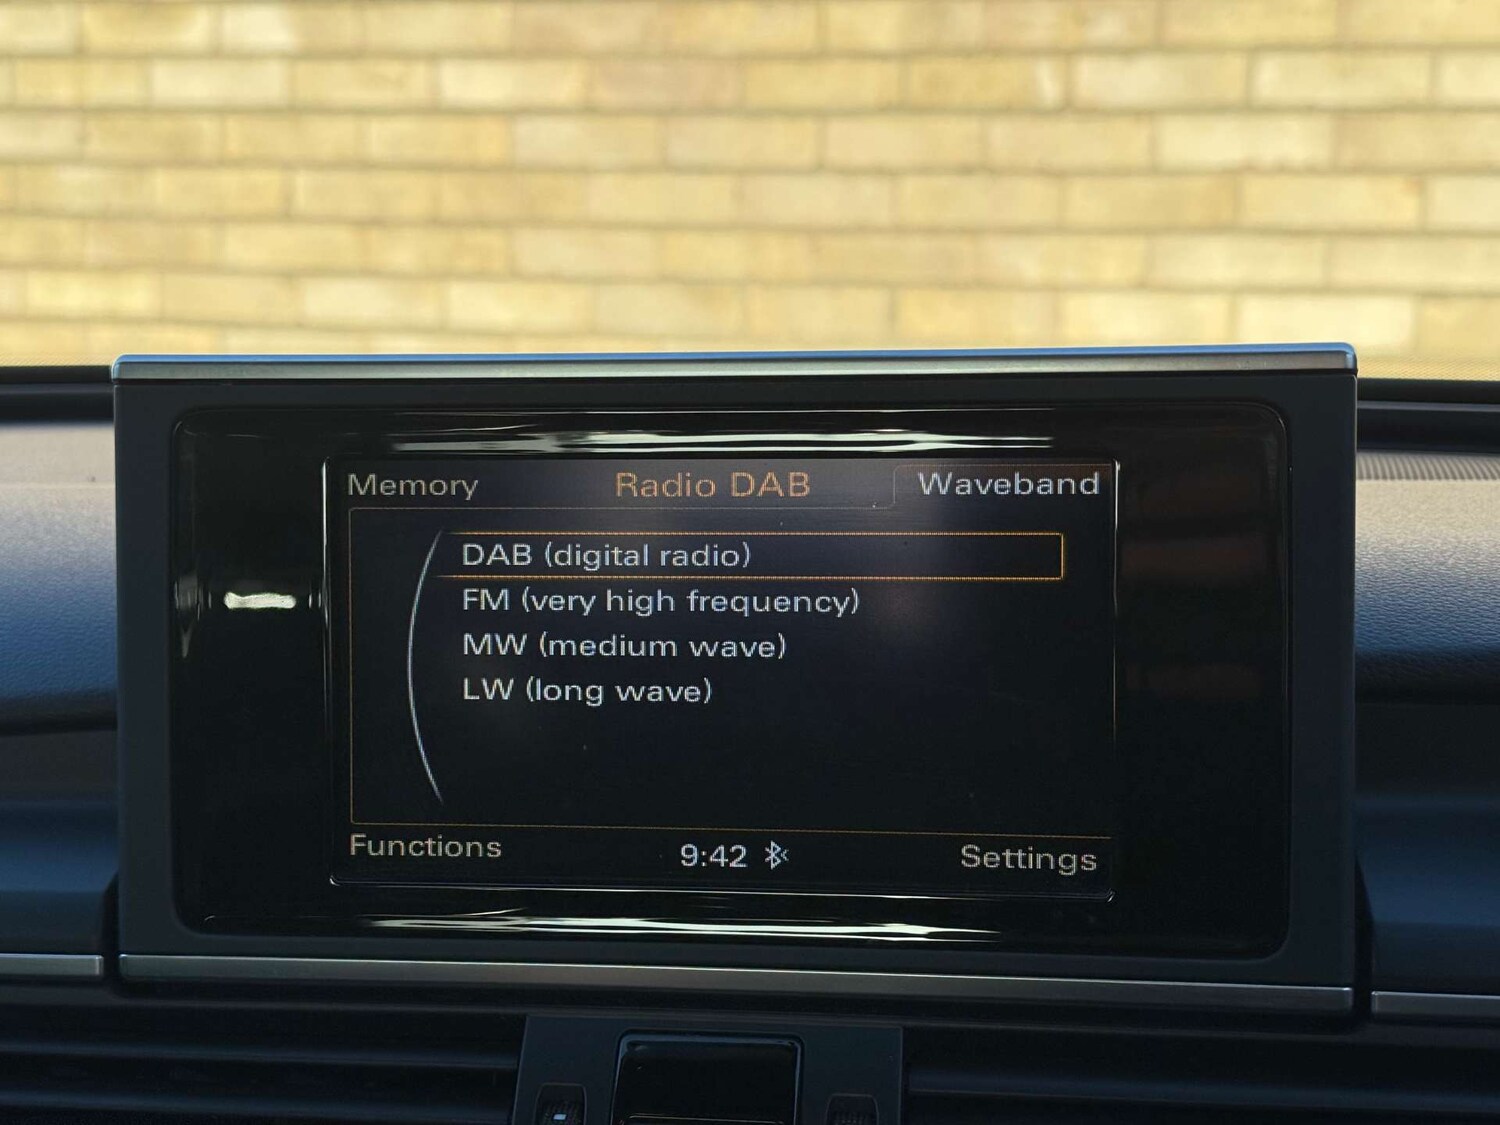 Memory Radio DAB Waveband
DAB (digital radio)
FM (very high frequency)
MW (medium wave)
LW (long wave)
Functions 9:42 Settings